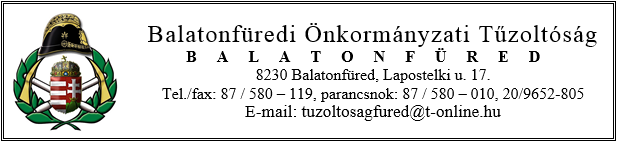 Balatonfüredi Önkormányzati Tűzoltóság
B A L A T O N F Ü R E D
8230 Balatonfüred, Lapostelki u. 17.
Tel./fax: 87 / 580 – 119, parancsnok: 87 / 580 – 010, 20/9652-805
E-mail: tuzoltosagfured@t-online.hu